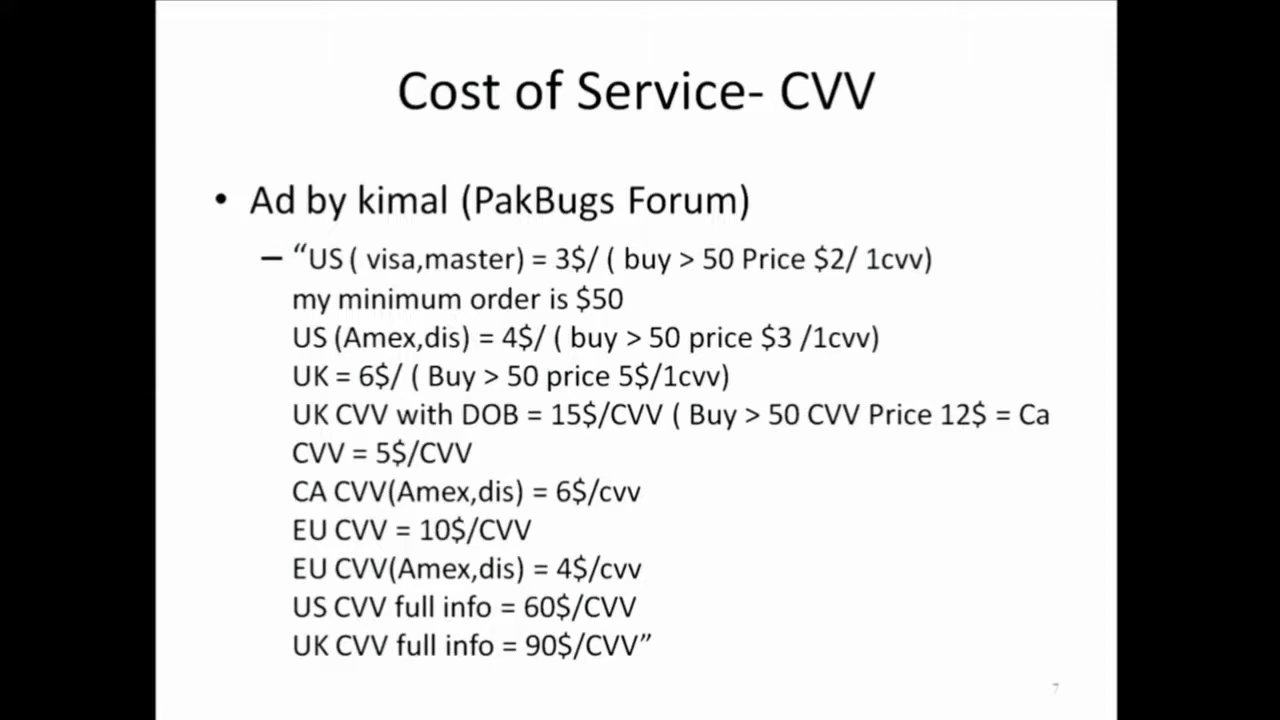 Cost of Service- CVV
• Ad by kimal (PakBugs Forum)
– “US ( visa,master) = 3$/ ( buy > 50 Price $2/ 1cvv)
my minimum order is $50
US (Amex,dis) = 4$/ ( buy > 50 price $3 /1cvv)
UK = 6$/ ( Buy > 50 price 5$/1cvv)
UK CVV with DOB = 15$/CVV ( Buy > 50 CVV Price 12$ = Ca
CVV = 5$/CVV
CA CVV(Amex,dis) = 6$/cvv
EU CVV = 10$/CVV
EU CVV(Amex,dis) = 4$/cvv
US CVV full info = 60$/CVV
UK CVV full info = 90$/CVV”
7